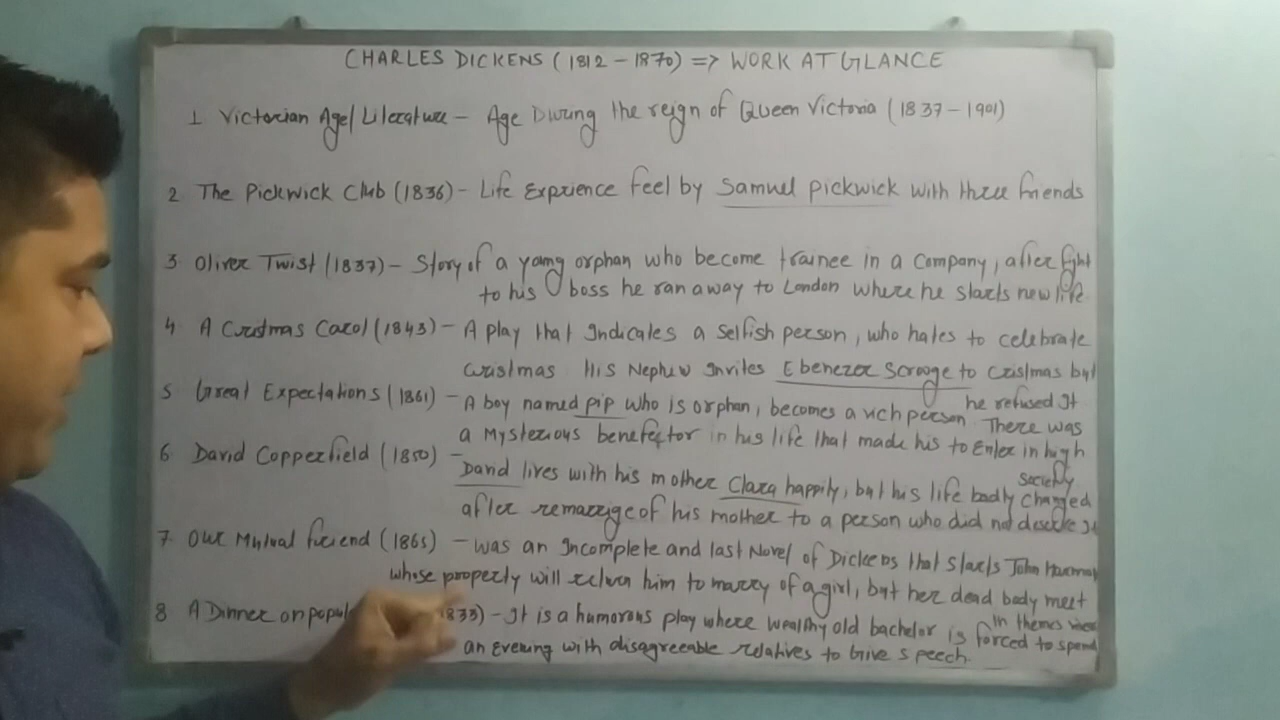 CHARLES DICKENS (1812 – 1870) => WORK AT GLANCE
1 Victorian Age/ Literature – Age During the reign of Queen Victoria (1837 – 1901)
2 The Pickwick Club (1836) – Life Exprience feel by Samuel Pickwick with three friends
3 Oliver Twist (1837) – Story of a yong orphan who become trainee in a company, after fight
to his boss he ran away to London where he starts new life
4 A Cristmas Carol (1843) – A play that Indicates a selfish person, who hates to celebrate
Cristmas His Nephew Invites Ebenezer Scrooge to Cristmas but
he refused It
5 Great Expectations (1861) – A boy named pip who is orphan, becomes a rich person There was
a Mysterious benefector in his life that made his to Enter in high
society
6 David Copperfield (1850) – David lives with his mother Clara happily, but his life badly changed
after remarrige of his mother to a person who did not It
7 Our Mutual friend (1865) – was an Incomplete and last Novel of Dickens that starts John
whose property will return him to marry of a girl, but her dead body meet
in themes
8 A Dinner on 1833) – It is a humorous play where wealthy old bachelor is forced to spend
an evening with disagreeable relatives to Give speech.